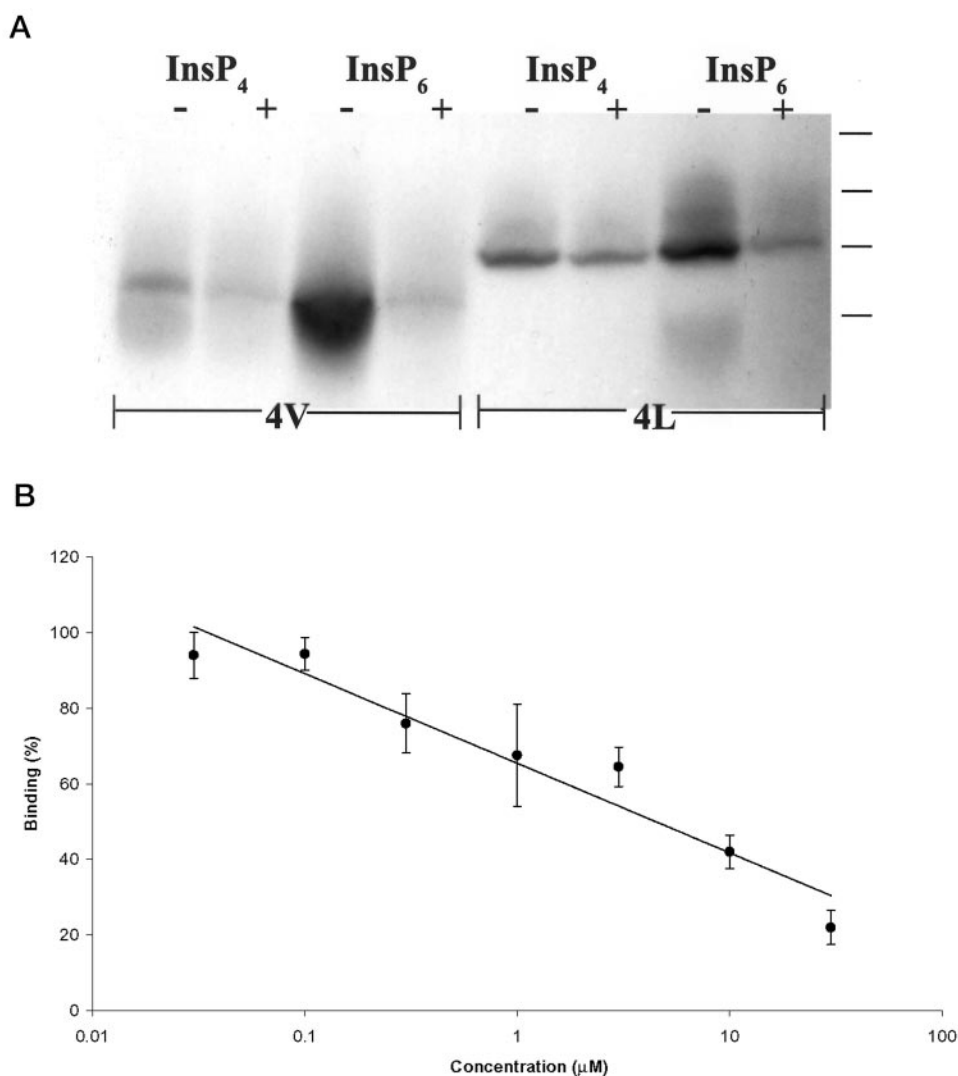 A
InsP4 InsP6 InsP4 InsP6
- + - + - + - +
4V 4L
B
120
100
80
60
40
20
0
Binding (%)
0.01 0.1 1 10 100
Concentration (μM)